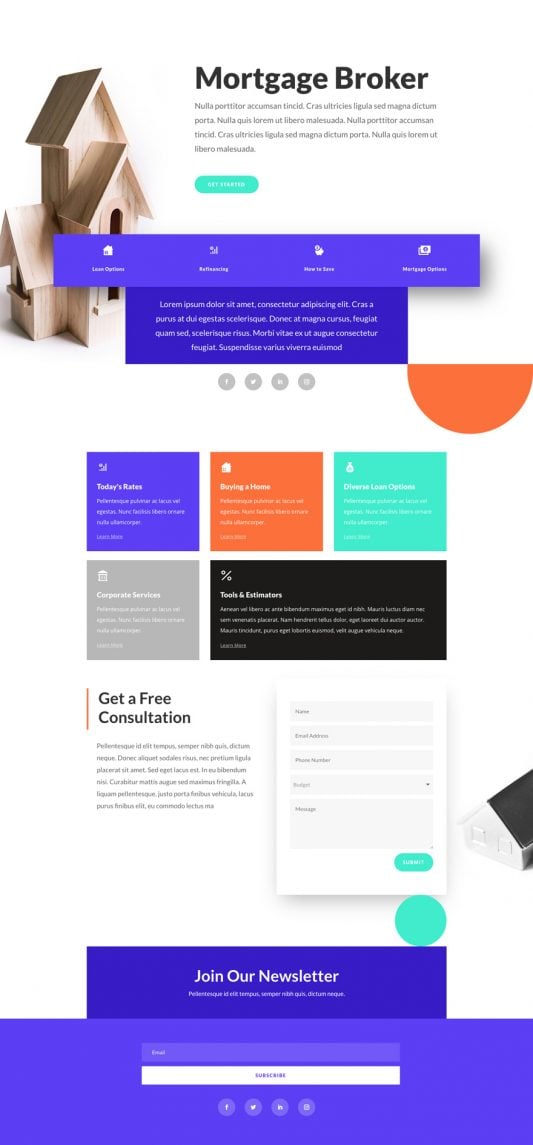 Mortgage Broker
Nulla porttitor accumsan tincid. Cras ultricies ligula sed magna dictum
porta. Nulla quis lorem ut libero malesuada. Nulla porttitor accumsan
tincid. Cras ultricies ligula sed magna dictum porta. Nulla quis lorem ut
libero malesuada.
GET STARTED
Loan Options
Refinancing
How to Save
Mortgage Options
Lorem ipsum dolor sit amet, consectetur adipiscing elit. Cras a
purus at dui egestas scelerisque. Donec at magna cursus, feugiat
quam sed, scelerisque risus. Morbi vitae ex ut augue consectetur
feugiat. Suspendisse varius viverra euismod
Today's Rates
Pellentesque pulvinar ac lacus vel
egestas. Nunc facilisis libero ornare
nulla ullamcorper.
Learn More
Buying a Home
Pellentesque pulvinar ac lacus vel
egestas. Nunc facilisis libero ornare
nulla ullamcorper.
Learn More
Diverse Loan Options
Pellentesque pulvinar ac lacus vel
egestas. Nunc facilisis libero ornare
nulla ullamcorper.
Learn More
Corporate Services
Pellentesque pulvinar ac lacus vel
egestas. Nunc facilisis libero ornare
nulla ullamcorper.
Learn More
Tools & Estimators
Aenean vel libero ac ante bibendum maximus eget id nibh. Mauris luctus diam nec
sem venenatis placerat. Nam hendrerit tellus dolor, eget laoreet dui auctor auctor.
Mauris tincidunt, purus eget lobortis euismod, velit augue vehicula neque.
Learn More
Get a Free
Consultation
Pellentesque id elit tempus, semper nibh quis, dictum
neque. Donec aliquet sodales risus, nec pretium ligula
placerat sit amet. Sed eget lacus est. In eu bibendum
nisi. Curabitur mattis augue sed maximus fringilla. A
liquam pellentesque, justo porta finibus vehicula, lacus
purus finibus elit, eu commodo lectus ma
Name
Email Address
Phone Number
Budget
Message
SUBMIT
Join Our Newsletter
Pellentesque id elit tempus, semper nibh quis, dictum neque.
Email
SUBSCRIBE